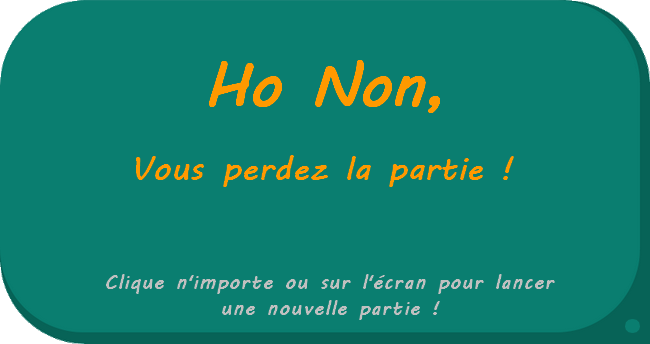 Ho Non,
Vous perdez la partie !
Clique n'importe ou sur l'écran pour lancer
une nouvelle partie !